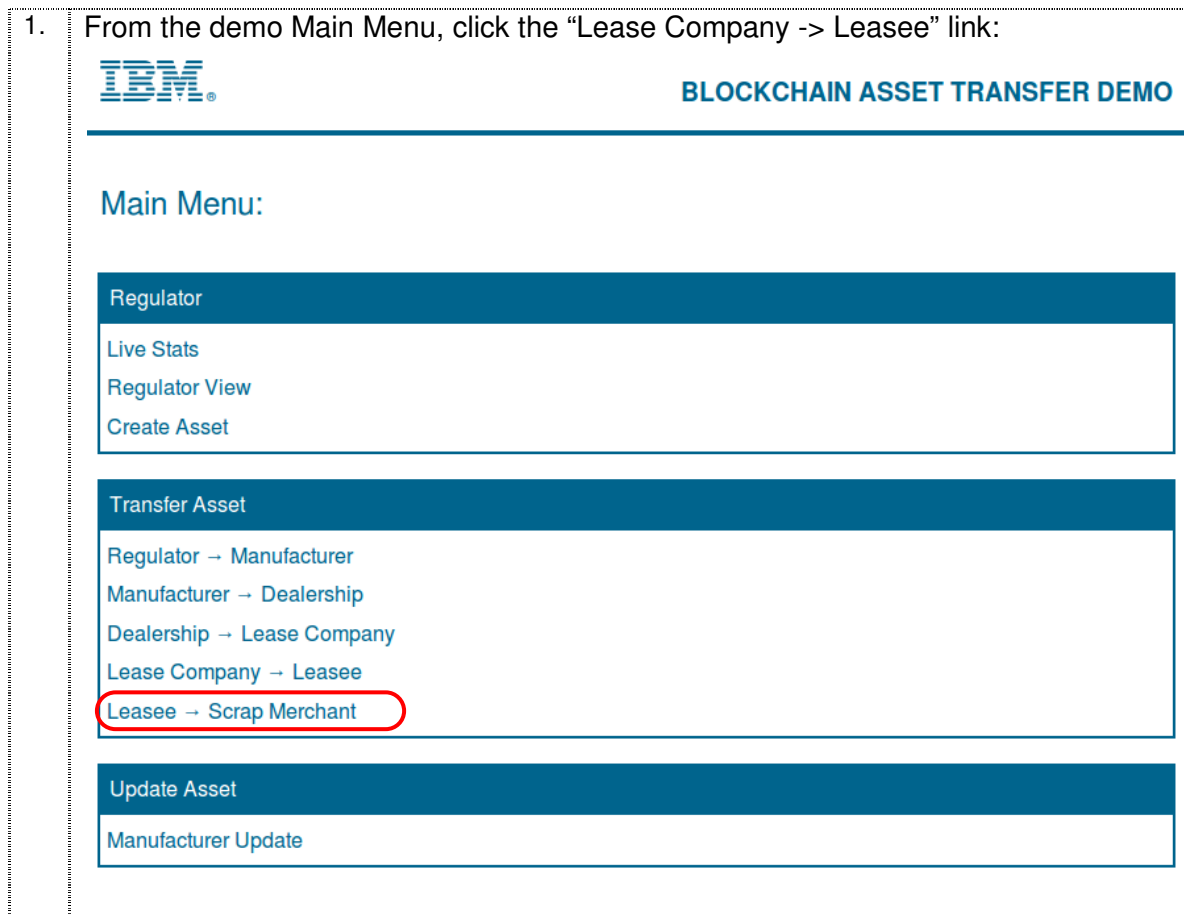 1. From the demo Main Menu, click the “Lease Company -> Leasee” link:
IBM® BLOCKCHAIN ASSET TRANSFER DEMO
Main Menu:
Regulator
Live Stats
Regulator View
Create Asset
Transfer Asset
Regulator → Manufacturer
Manufacturer → Dealership
Dealership → Lease Company
Lease Company → Leasee
Leasee → Scrap Merchant
Update Asset
Manufacturer Update